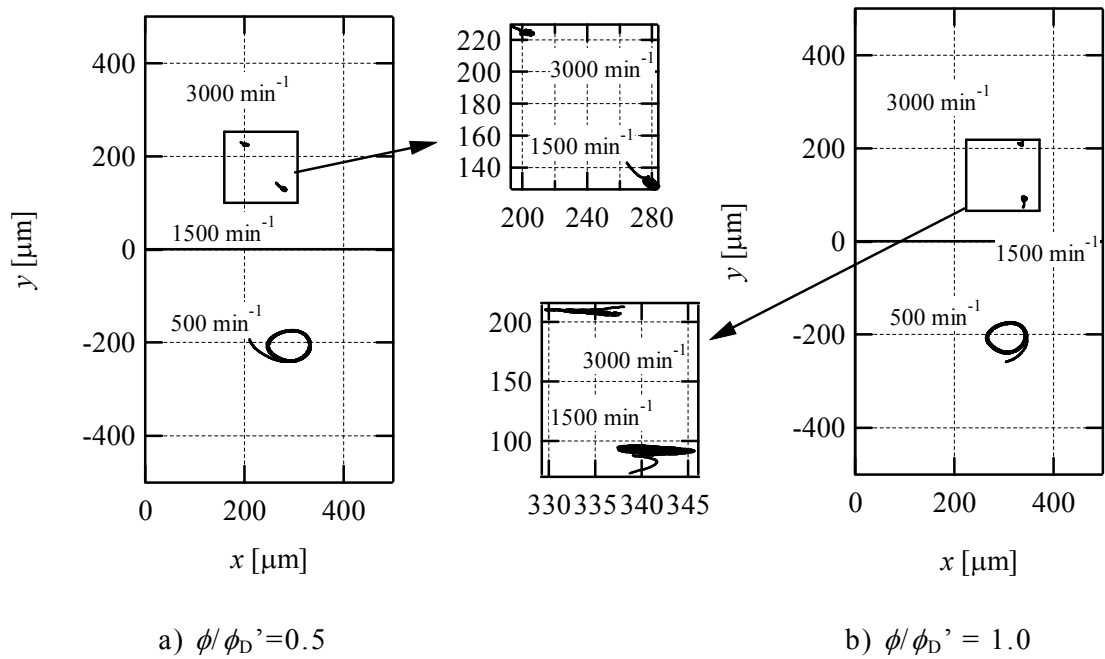 400
200
0
-200
-400
y [μm]
0 200 400
x [μm]
3000 min⁻¹
1500 min⁻¹
500 min⁻¹
a) ϕ/ϕD’=0.5
220
200
180
160
140
200 240 280
3000 min⁻¹
1500 min⁻¹
200
150
100
330 335 340 345
3000 min⁻¹
1500 min⁻¹
400
200
0
-200
-400
y [μm]
0 200 400
x [μm]
3000 min⁻¹
1500 min⁻¹
500 min⁻¹
b) ϕ/ϕD’ = 1.0